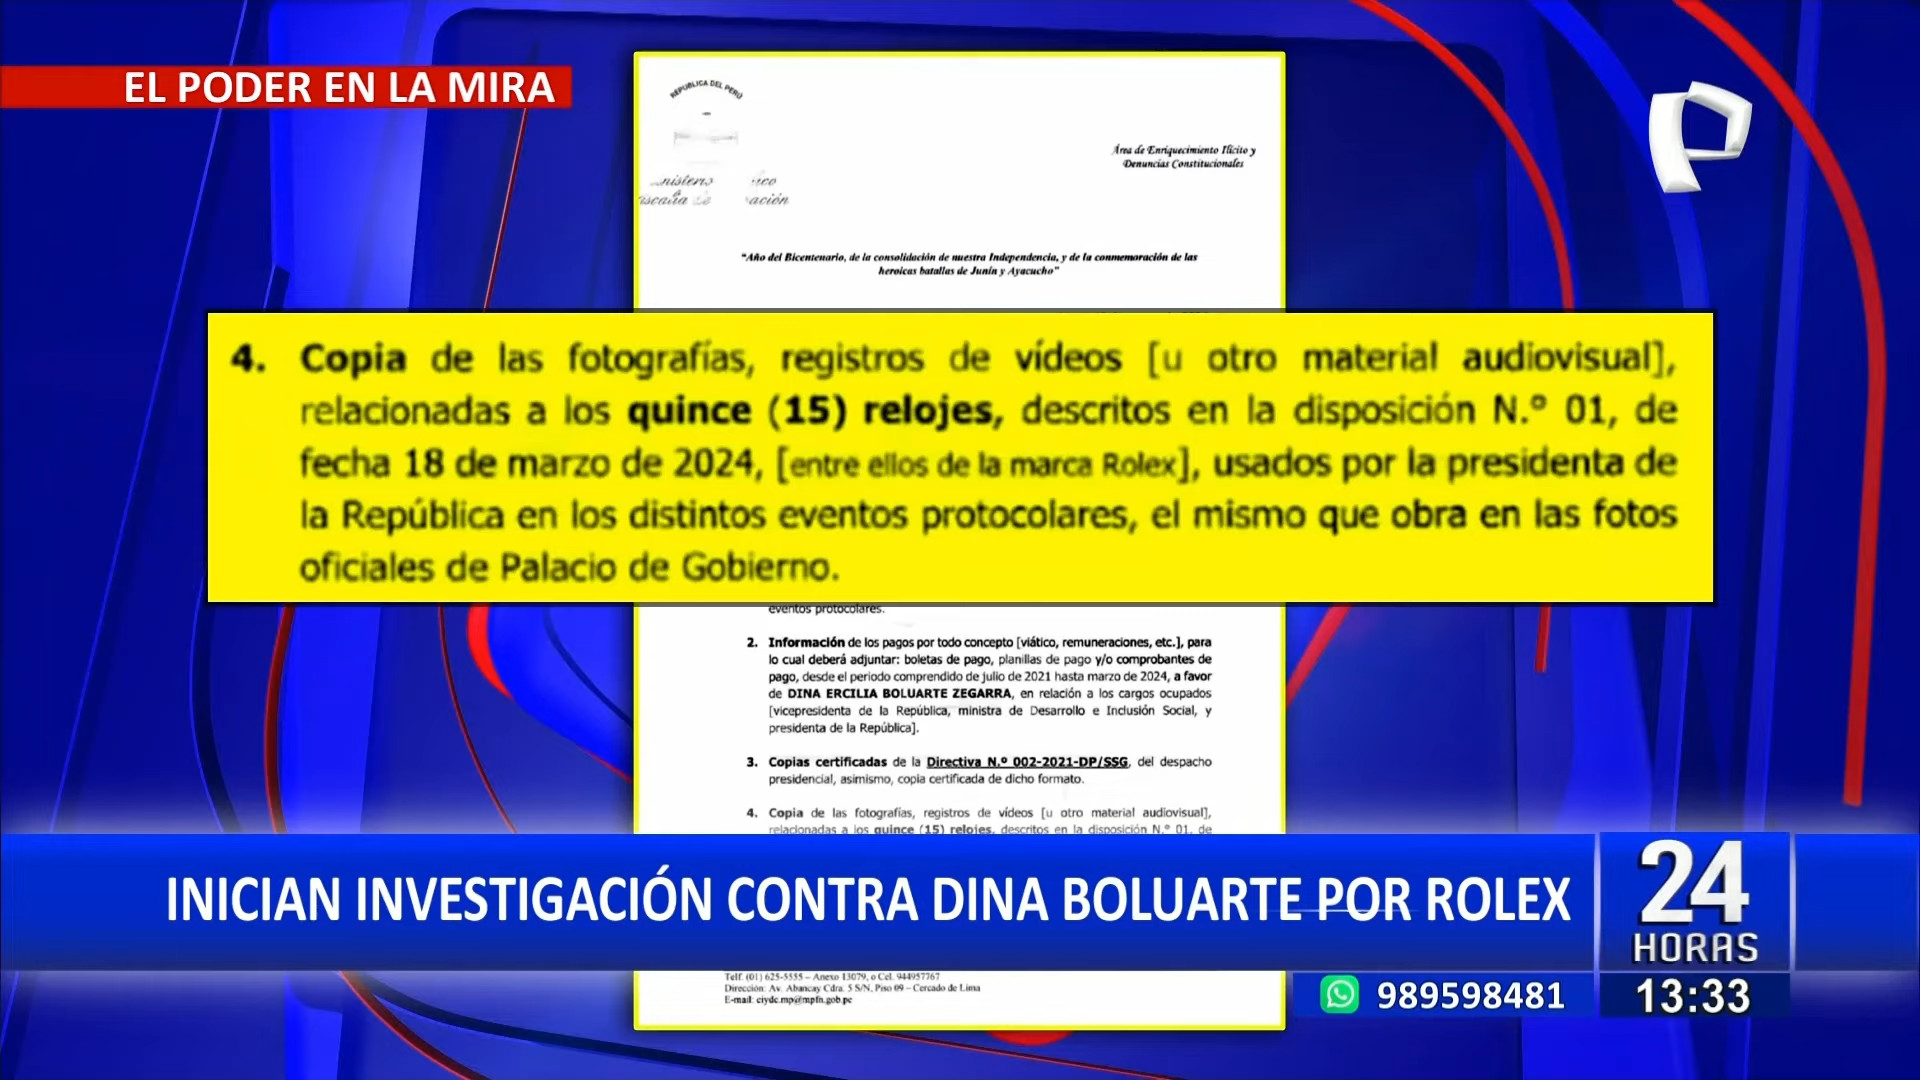 EL PODER EN LA MIRA
REPÚBLICA DEL PERÚ
Área de Enriquecimiento Ilícito y
Denuncias Constitucionales
"Año del Bicentenario, de la consolidación de nuestra Independencia, y de la conmemoración de las
heroicas batallas de Junín y Ayacucho"
4. Copia de las fotografías, registros de vídeos [u otro material audiovisual],
relacionadas a los quince (15) relojes, descritos en la disposición N.º 01, de
fecha 18 de marzo de 2024, [entre ellos de la marca Rolex], usados por la presidenta de
la República en los distintos eventos protocolares, el mismo que obra en las fotos
oficiales de Palacio de Gobierno.
eventos protocolares.
2. Información de los pagos por todo concepto [viático, remuneraciones, etc.], para
lo cual deberá adjuntar: boletas de pago, planillas de pago y/o comprobantes de
pago, desde el periodo comprendido de julio de 2021 hasta marzo de 2024, a favor
de DINA ERCILIA BOLUARTE ZEGARRA, en relación a los cargos ocupados
[vicepresidenta de la República, ministra de Desarrollo e Inclusión Social, y
presidenta de la República].
3. Copias certificadas de la Directiva N.º 002-2021-DP/SSG, del despacho
presidencial, asimismo, copia certificada de dicho formato.
4. Copia de las fotografías, registros de vídeos [u otro material audiovisual],
relacionadas a los quince (15) relojes, descritos en la disposición N.º 01, de
INICIAN INVESTIGACIÓN CONTRA DINA BOLUARTE POR ROLEX
24
HORAS
Telf. (01) 625-5555 – Anexo 13079, o Cel. 944957767
Dirección: Av. Abancay Cdra. 5 S/N, Piso 09 – Cercado de Lima
E-mail: eiydc.mp@mpfn.gob.pe
989598481
13:33